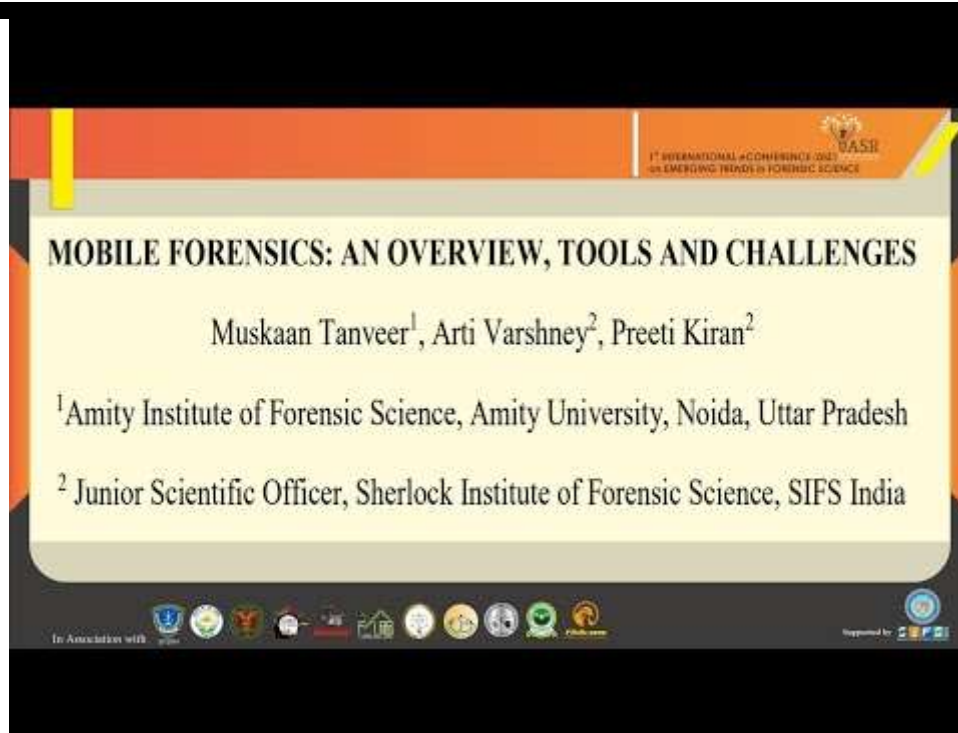 UASR
1st INTERNATIONAL eCONFERENCE 2021
on EMERGING TRENDS in FORENSIC SCIENCE
MOBILE FORENSICS: AN OVERVIEW, TOOLS AND CHALLENGES
Muskaan Tanveer1, Arti Varshney2, Preeti Kiran2
1Amity Institute of Forensic Science, Amity University, Noida, Uttar Pradesh
2 Junior Scientific Officer, Sherlock Institute of Forensic Science, SIFS India
In Association with
Supported by